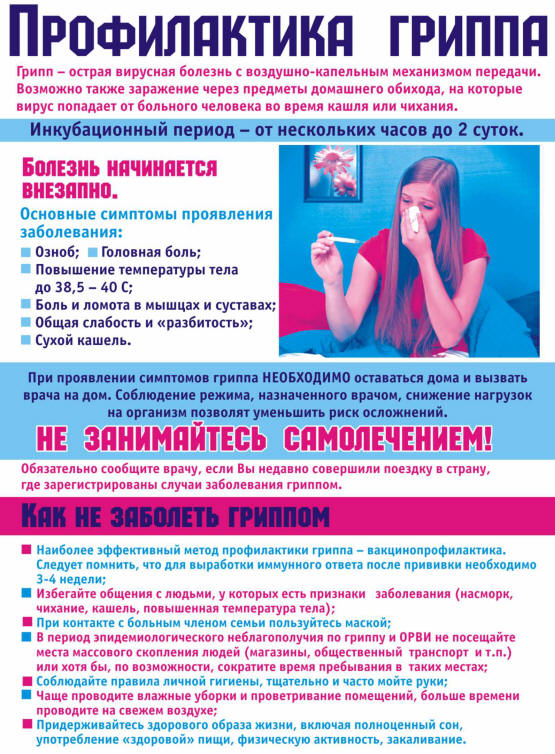 Профилактика гриппа
Грипп – острая вирусная болезнь с воздушно-капельным механизмом передачи.
Возможно также заражение через предметы домашнего обихода, на которые
вирус попадает от больного человека во время кашля или чихания.
Инкубационный период – от нескольких часов до 2 суток.
Болезнь начинается
внезапно.
Основные симптомы проявления
заболевания:
Озноб; Головная боль;
Повышение температуры тела
до 38,5 – 40 С;
Боль и ломота в мышцах и суставах;
Общая слабость и «разбитость»;
Сухой кашель.
При проявлении симптомов гриппа НЕОБХОДИМО оставаться дома и вызвать
врача на дом. Соблюдение режима, назначенного врачом, снижение нагрузок
на организм позволят уменьшить риск осложнений.
НЕ ЗАНИМАЙТЕСЬ САМОЛЕЧЕНИЕМ!
Обязательно сообщите врачу, если Вы недавно совершили поездку в страну,
где зарегистрированы случаи заболевания гриппом.
Как не заболеть гриппом
Наиболее эффективный метод профилактики гриппа – вакцинопрофилактика.
Следует помнить, что для выработки иммунного ответа после прививки необходимо
3-4 недели;
Избегайте общения с людьми, у которых есть признаки заболевания (насморк,
чихание, кашель, повышенная температура тела);
При контакте с больным членом семьи пользуйтесь маской;
В период эпидемиологического неблагополучия по гриппу и ОРВИ не посещайте
места массового скопления людей (магазины, общественный транспорт и т.п.)
или хотя бы, по возможности, сократите время пребывания в таких местах;
Соблюдайте правила личной гигиены, тщательно и часто мойте руки;
Чаще проводите влажные уборки и проветривание помещений, больше времени
проводите на свежем воздухе;
Придерживайтесь здорового образа жизни, включая полноценный сон,
употребление «здоровой» пищи, физическую активность, закаливание.